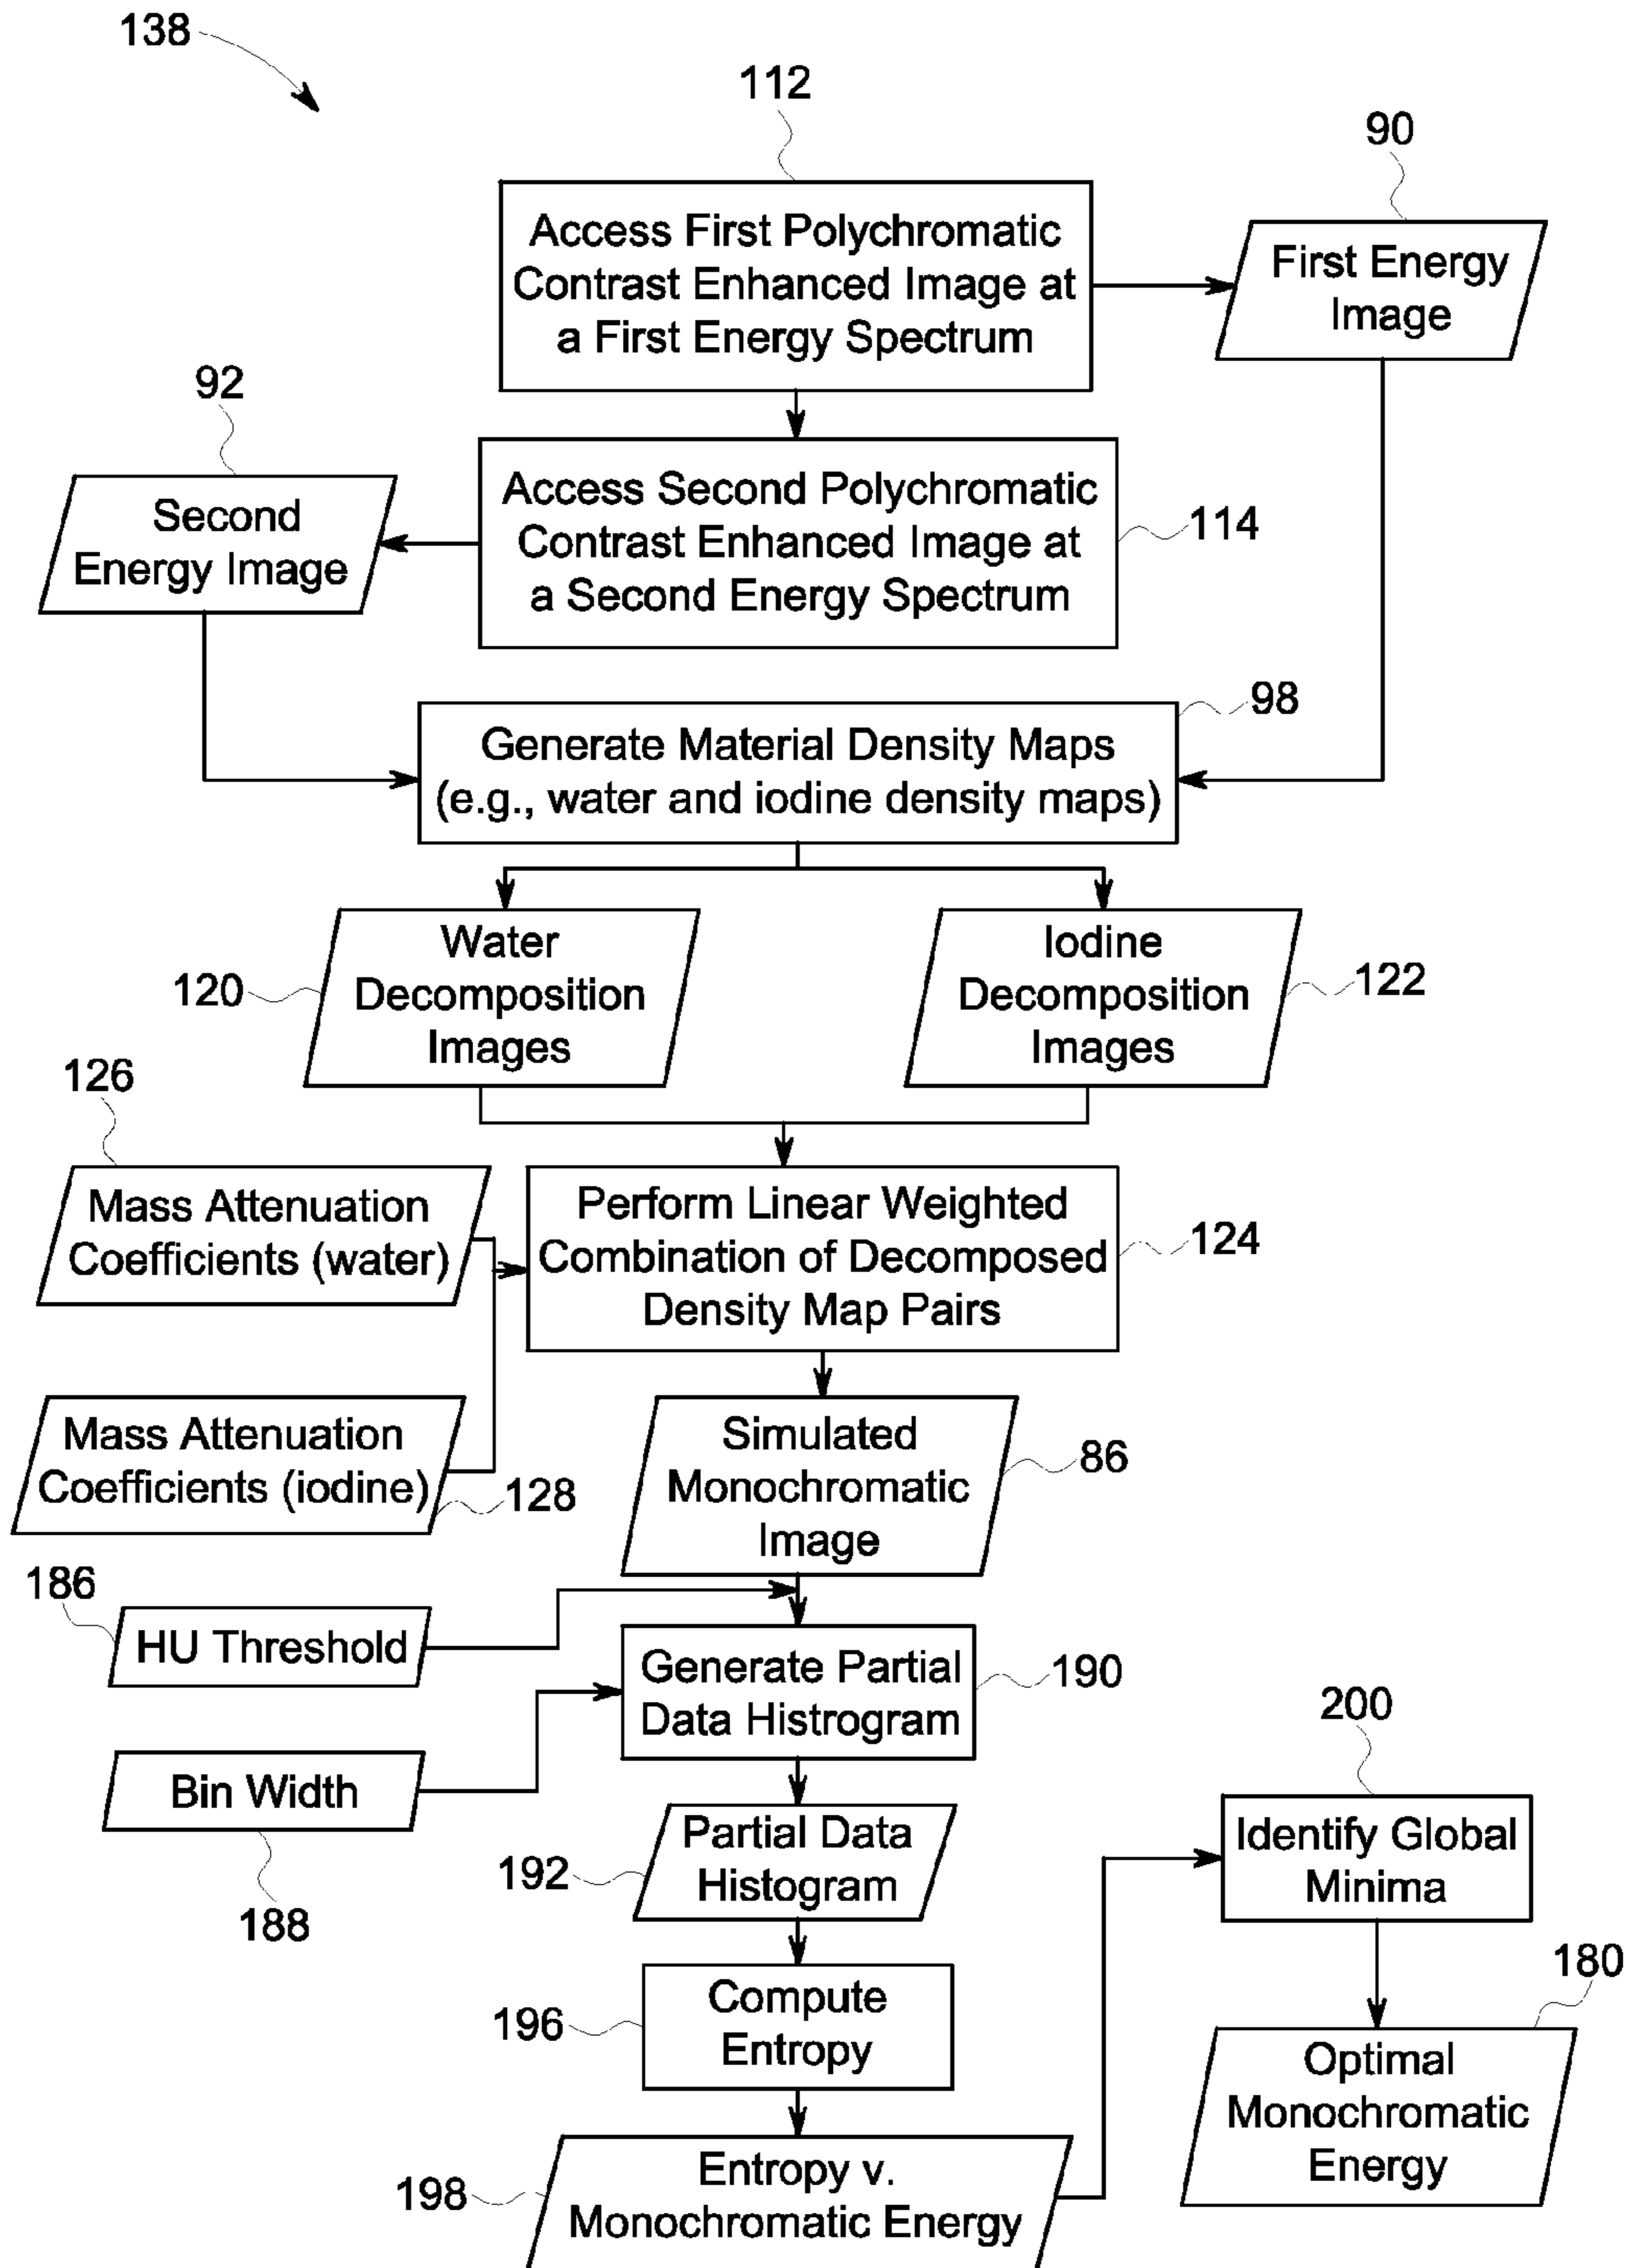 138
112
90
Access First Polychromatic
Contrast Enhanced Image at
a First Energy Spectrum
First Energy
Image
92
Second
Energy Image
Access Second Polychromatic
Contrast Enhanced Image at
a Second Energy Spectrum
114
98
Generate Material Density Maps
(e.g., water and iodine density maps)
120
Water
Decomposition
Images
Iodine
Decomposition
Images
122
126
Mass Attenuation
Coefficients (water)
Perform Linear Weighted
Combination of Decomposed
Density Map Pairs
124
Mass Attenuation
Coefficients (iodine)
128
Simulated
Monochromatic
Image
86
186
HU Threshold
Generate Partial
Data Histrogram
190
Bin Width
188
200
192
Partial Data
Histogram
Identify Global
Minima
196
Compute
Entropy
180
Optimal
Monochromatic
Energy
198
Entropy v.
Monochromatic Energy